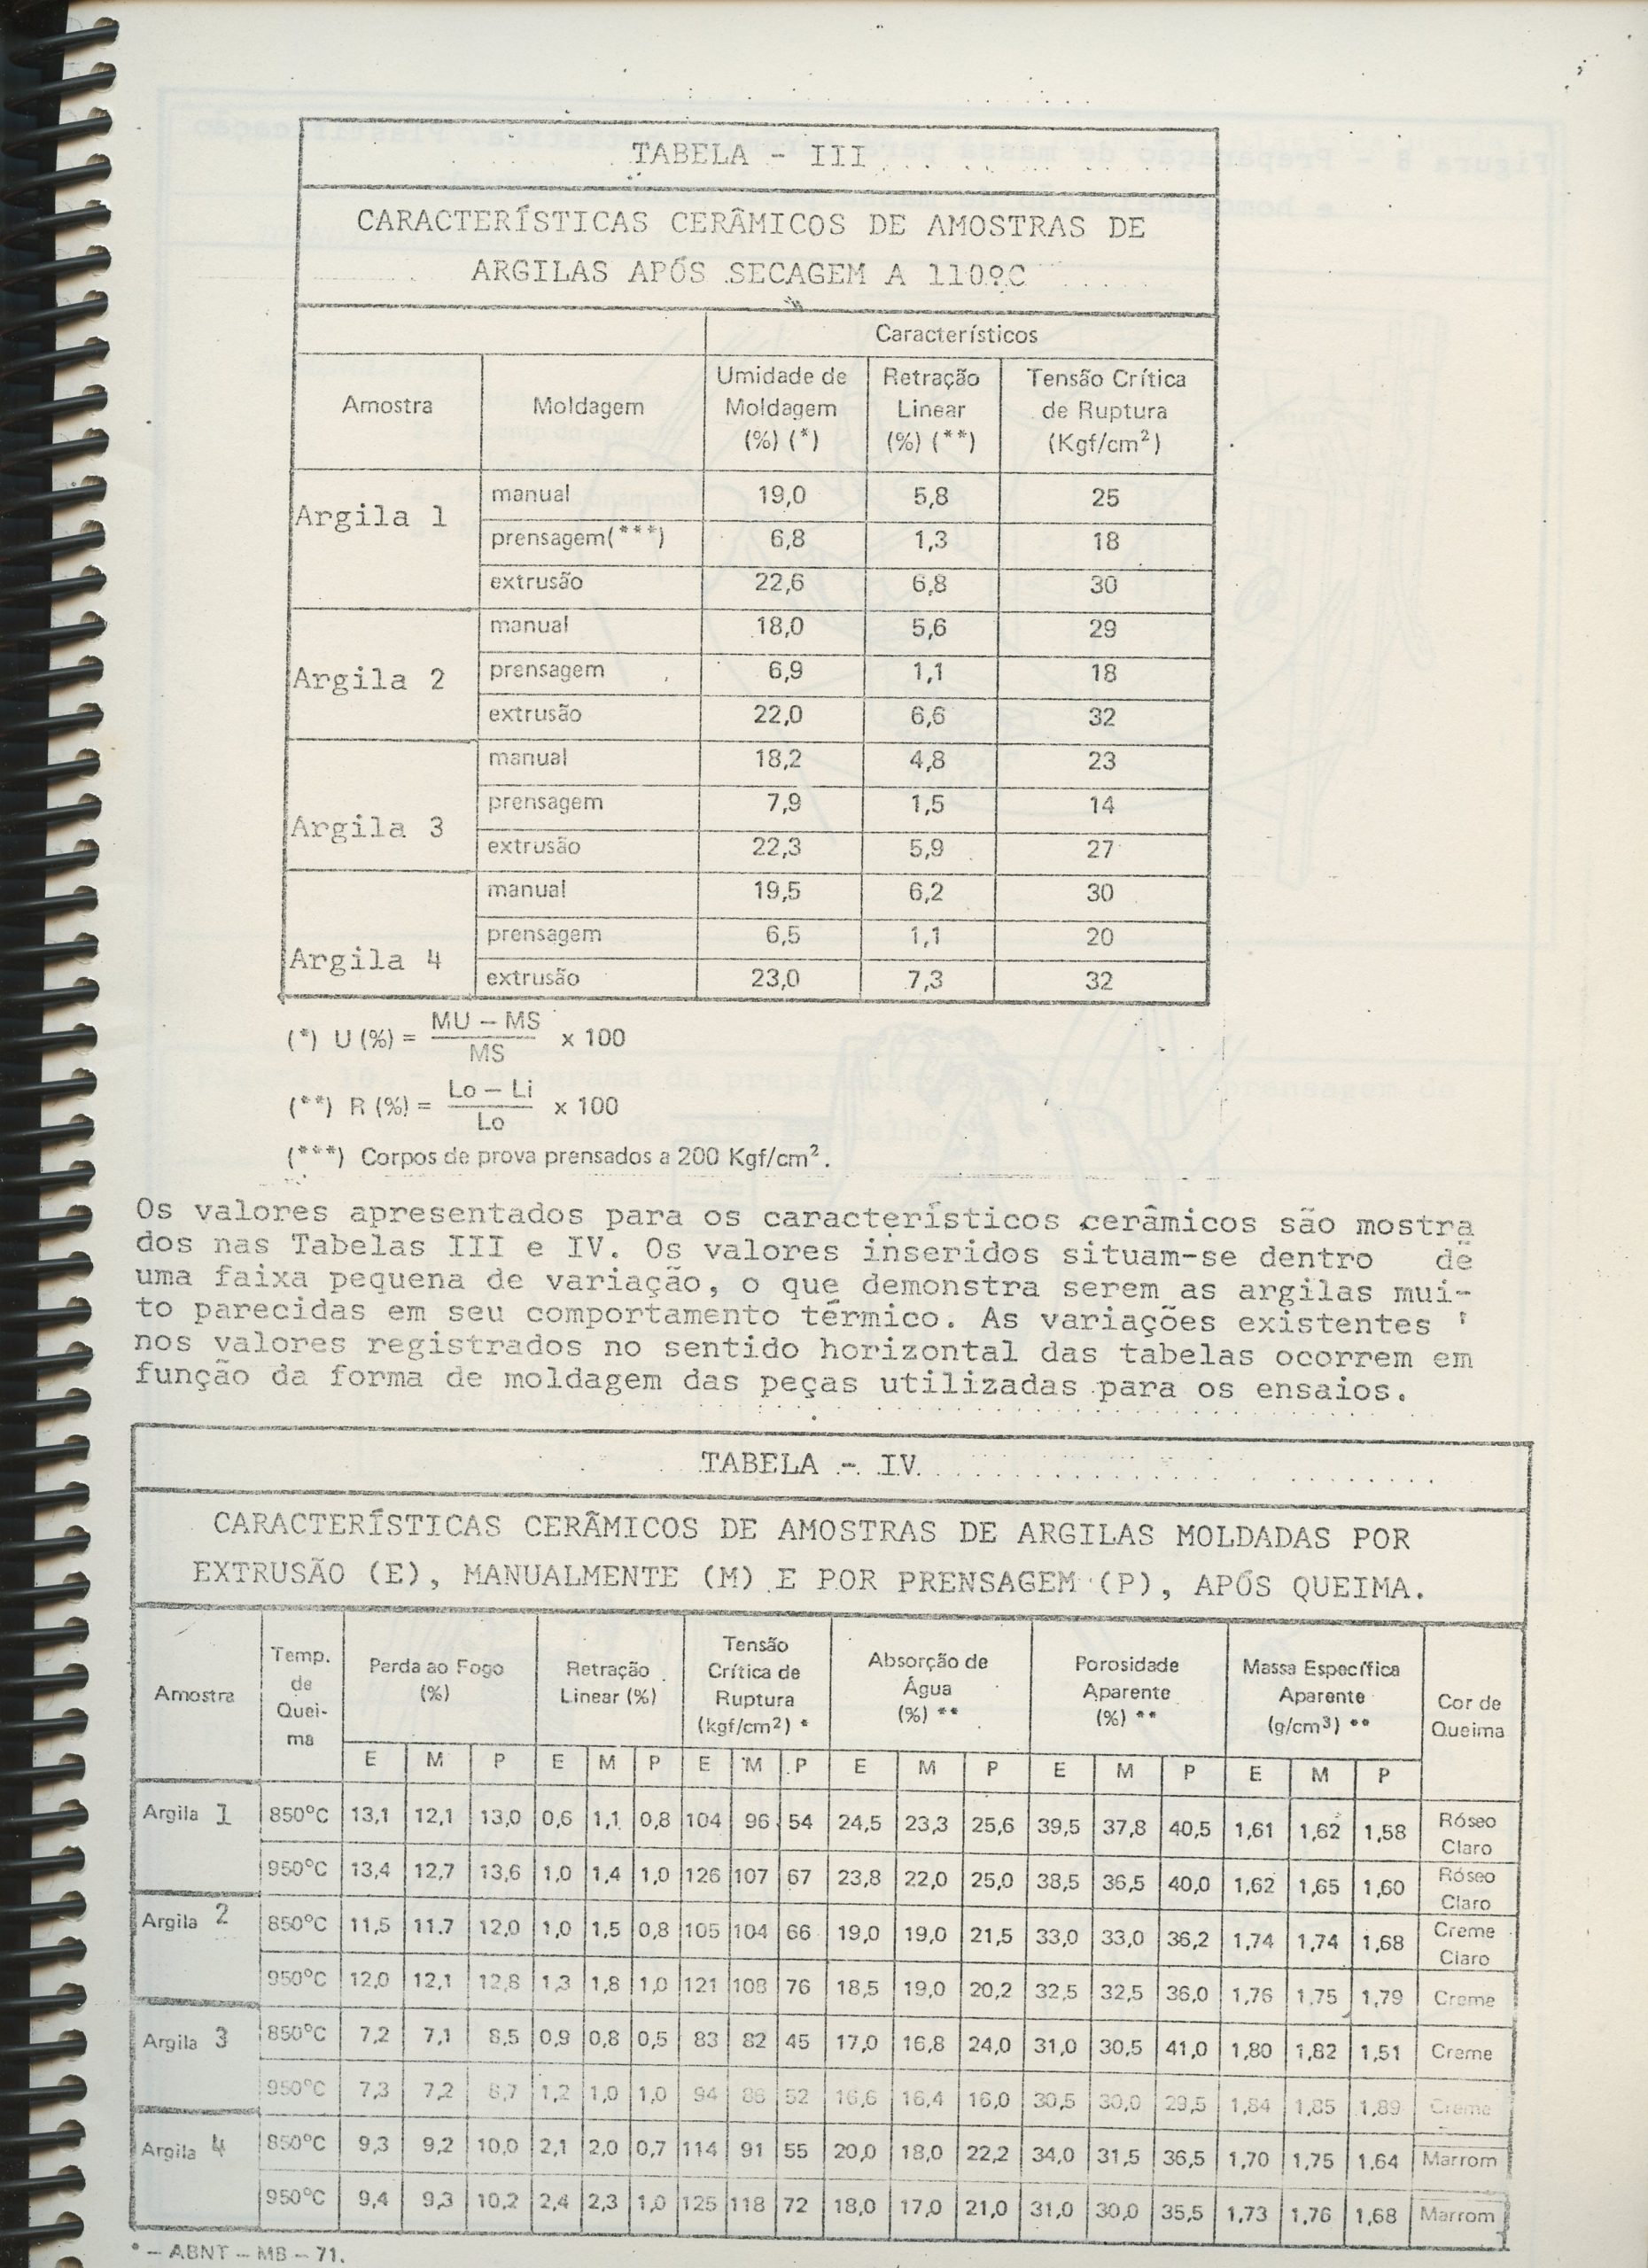 TABELA - III
CARACTERÍSTICAS CERÂMICOS DE AMOSTRAS DE
ARGILAS APÓS SECAGEM A 110ºC
Característicos
Amostra Moldagem Umidade de Moldagem (%) (*) Retração Linear (%) (**) Tensão Crítica de Ruptura (Kgf/cm²)
Argila 1 manual 19,0 5,8 25
prensagem(***) 6,8 1,3 18
extrusão 22,6 6,8 30
Argila 2 manual 18,0 5,6 29
prensagem 6,9 1,1 18
extrusão 22,0 6,6 32
Argila 3 manual 18,2 4,8 23
prensagem 7,9 1,5 14
extrusão 22,3 5,9 27
Argila 4 manual 19,5 6,2 30
prensagem 6,5 1,1 20
extrusão 23,0 7,3 32
(*) U (%) = MU – MS / MS x 100
(**) R (%) = Lo – Li / Lo x 100
(***) Corpos de prova prensados a 200 Kgf/cm².
Os valores apresentados para os característicos cerâmicos são mostra
dos nas Tabelas III e IV. Os valores inseridos situam-se dentro de
uma faixa pequena de variação, o que demonstra serem as argilas mui-
to parecidas em seu comportamento térmico. As variações existentes '
nos valores registrados no sentido horizontal das tabelas ocorrem em
função da forma de moldagem das peças utilizadas para os ensaios.
TABELA - IV
CARACTERÍSTICAS CERÃMICOS DE AMOSTRAS DE ARGILAS MOLDADAS POR
EXTRUSÃO (E), MANUALMENTE (M) E POR PRENSAGEM (P), APÓS QUEIMA.
Amostra Temp. de Quei- ma Perda ao Fogo (%) Retração Linear (%) Tensão Crítica de Ruptura (kgf/cm2) * Absorção de Água (%) ** Porosidade Aparente (%) ** Massa Específica Aparente (g/cm3) ** Cor de Queima
E M P E M P E M P E M P E M P E M P
Argila 1 850ºC 13,1 12,1 13,0 0,6 1,1 0,8 104 96 54 24,5 23,3 25,6 39,5 37,8 40,5 1,61 1,62 1,58 Róseo Claro
950ºC 13,4 12,7 13,6 1,0 1,4 1,0 126 107 67 23,8 22,0 25,0 38,5 36,5 40,0 1,62 1,65 1,60 Róseo Claro
Argila 2 850ºC 11,5 11.7 12,0 1,0 1,5 0,8 105 104 66 19,0 19,0 21,5 33,0 33,0 36,2 1,74 1,74 1,68 Creme Claro
950ºC 12,0 12,1 12,8 1,3 1,8 1,0 121 108 76 18,5 19,0 20,2 32,5 32,5 36,0 1,76 1.75 1,79 Creme
Argila 3 850ºC 7,2 7,1 8,5 0,9 0,8 0,5 83 82 45 17,0 16,8 24,0 31,0 30,5 41,0 1,80 1,82 1,51 Creme
950ºC 7,3 7,2 8,7 1,2 1,0 1,0 94 86 52 16,6 16,4 16,0 30,5 30,0 29,5 1,84 1,85 1,89 Creme
Argila 4 850ºC 9,3 9,2 10,0 2,1 2,0 0,7 114 91 55 20,0 18,0 22,2 34,0 31,5 36,5 1,70 1,75 1,64 Marrom
950ºC 9,4 9,3 10,2 2,4 2,3 1,0 125 118 72 18,0 17,0 21,0 31,0 30,0 35,5 1,73 1,76 1,68 Marrom
* – ABNT – MB – 71.